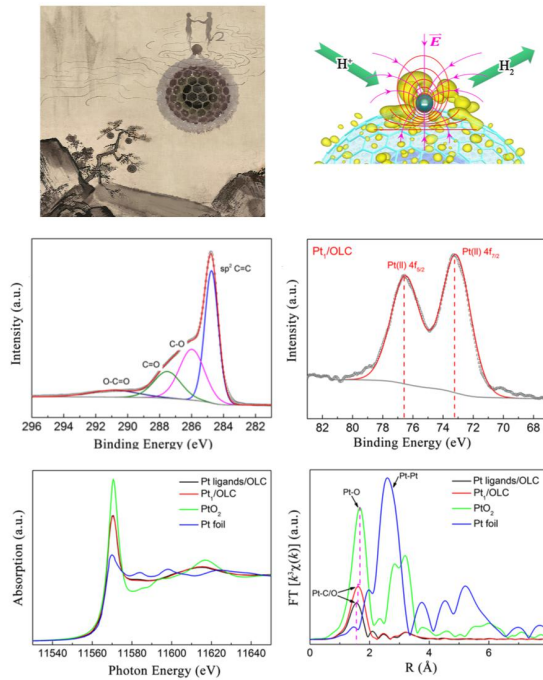 E
H⁺
H₂
sp² C=C
C-O
C=O
O-C=O
Intensity (a.u.)
296 294 292 290 288 286 284 282
Binding Energy (eV)
Pt₁/OLC
Pt(II) 4f₅/₂
Pt(II) 4f₇/₂
Intensity (a.u.)
82 80 78 76 74 72 70 68
Binding Energy (eV)
Pt ligands/OLC
Pt₁/OLC
PtO₂
Pt foil
Absorption (a.u.)
11540 11560 11580 11600 11620 11640
Photon Energy (eV)
Pt-Pt
Pt-O
Pt-C/O
Pt ligands/OLC
Pt₁/OLC
PtO₂
Pt foil
FT [k³χ(k)] (a.u.)
0 2 4 6
R (Å)